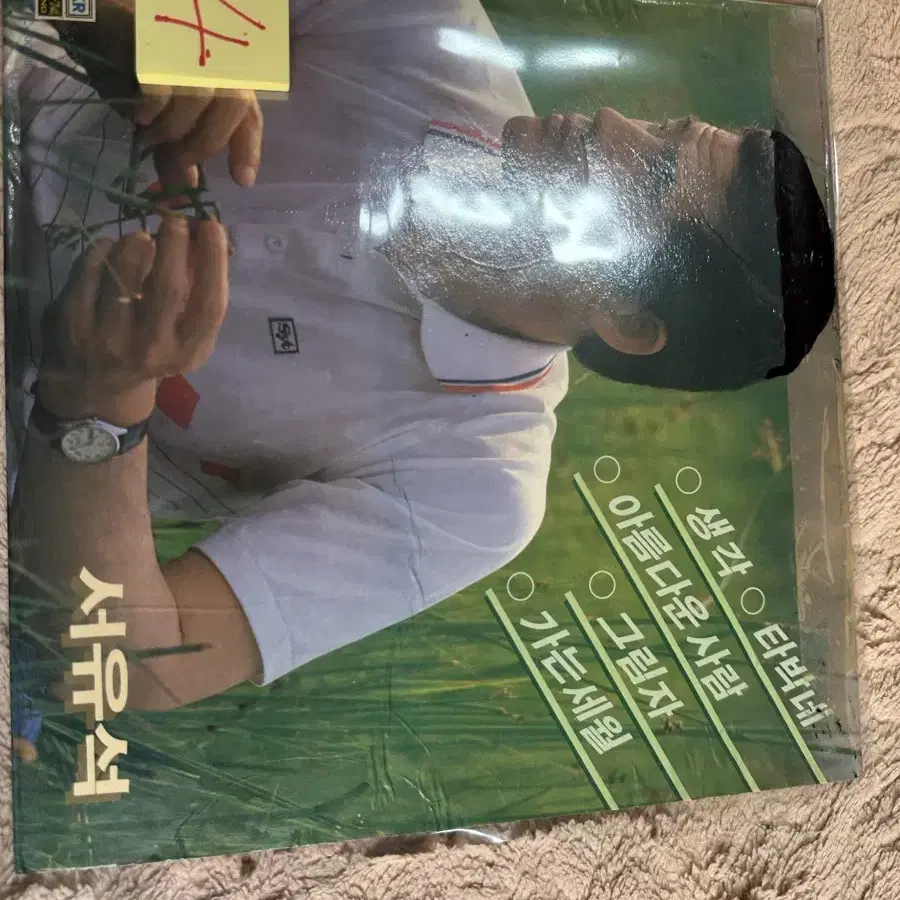 ○ 생각 ○ 타박네
○ 아름다운 사람
○ 그림자
○ 가는세월
4
서유석